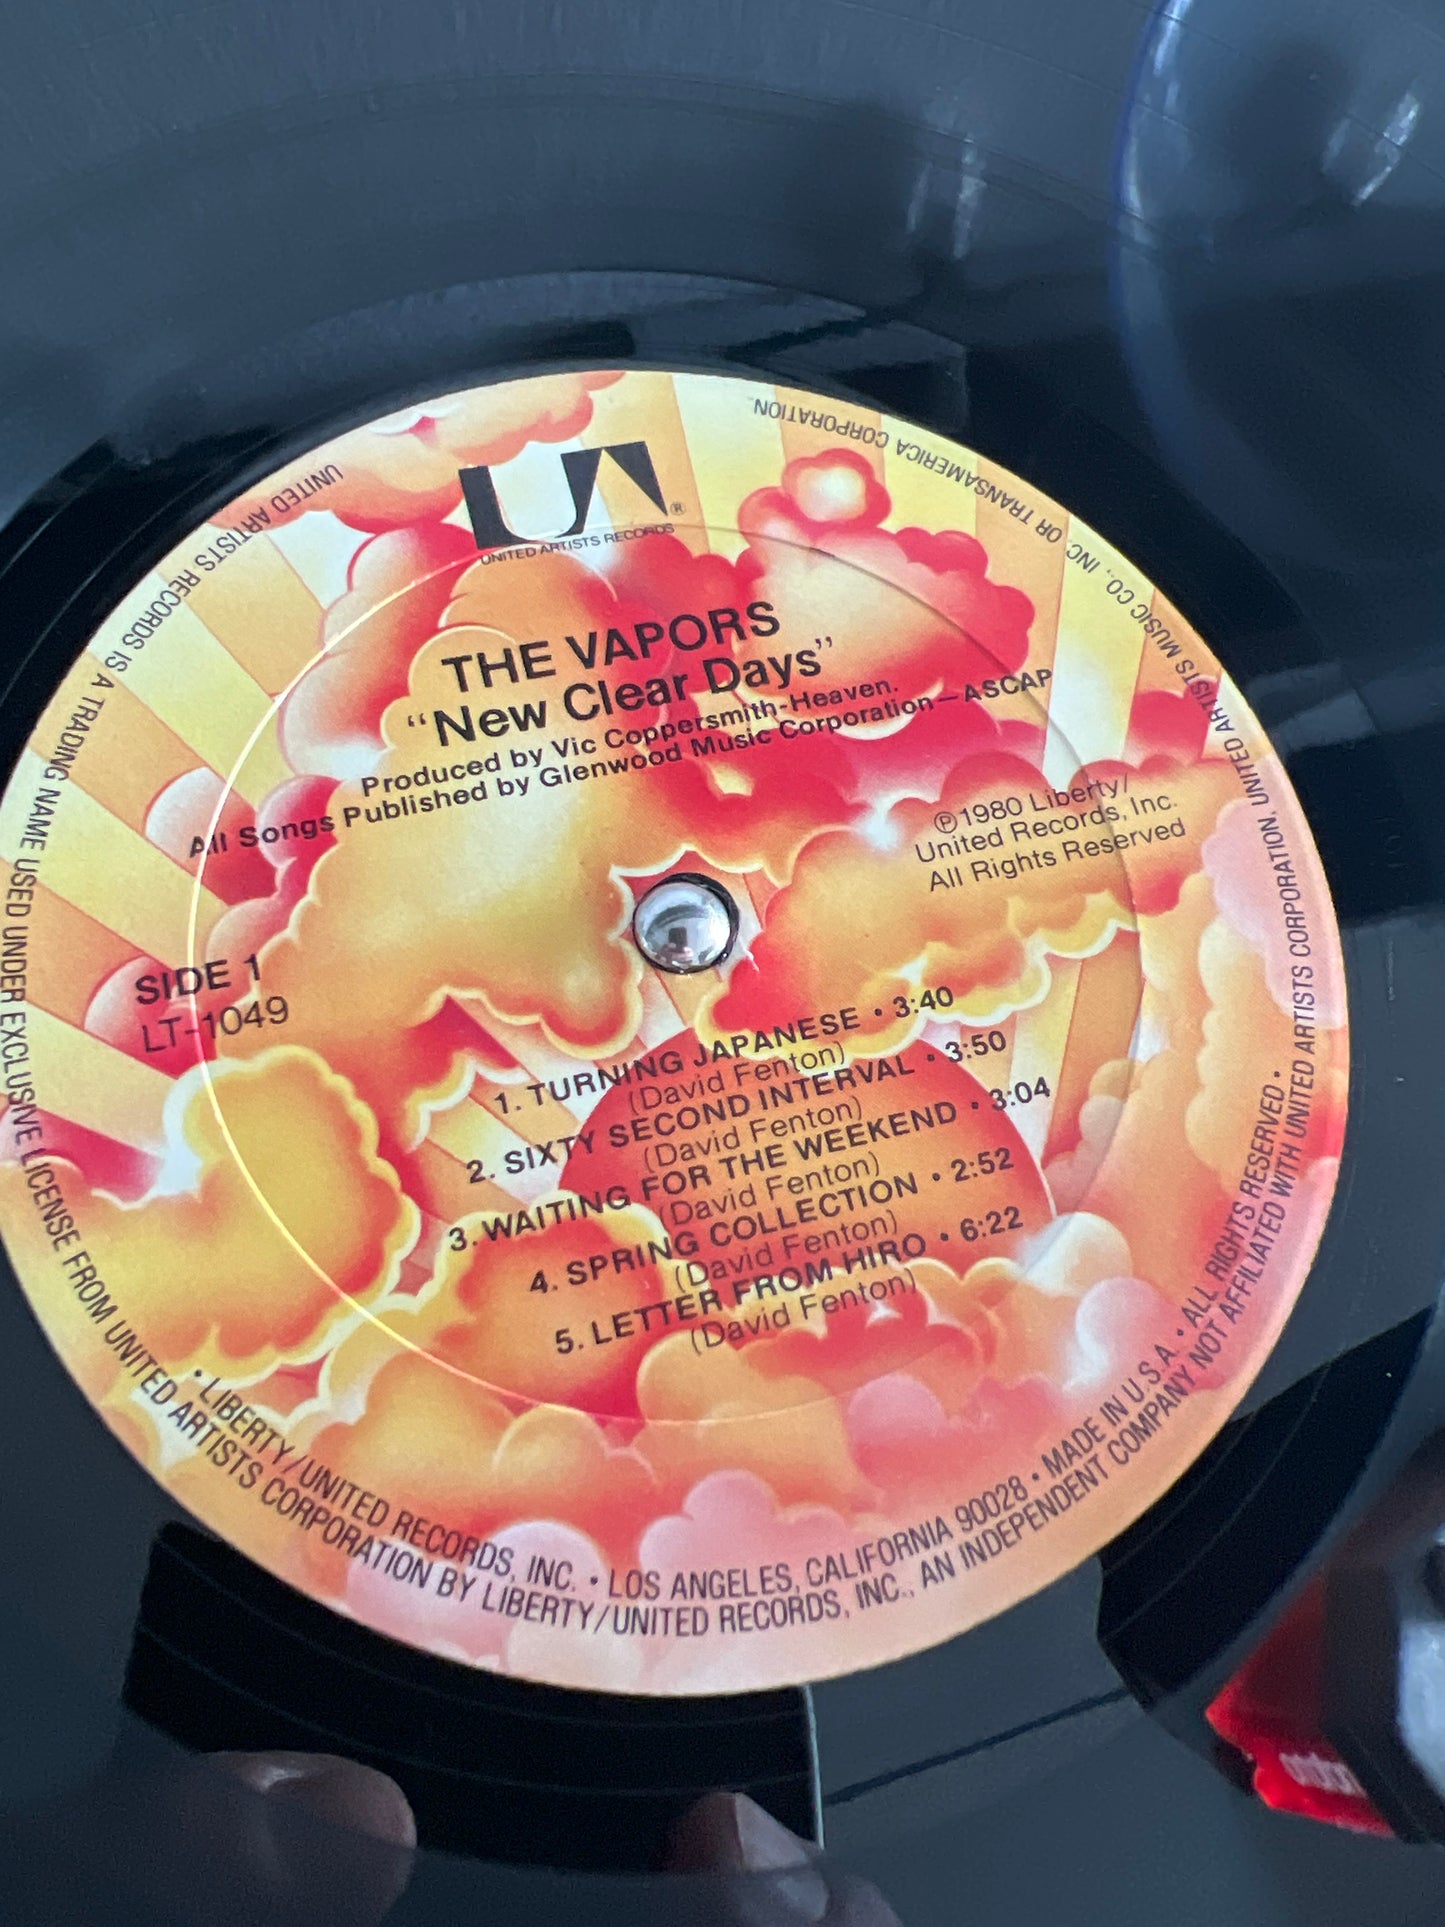 UA®
UNITED ARTISTS RECORDS
THE VAPORS
“New Clear Days”
Produced by Vic Coppersmith-Heaven.
All Songs Published by Glenwood Music Corporation—ASCAP
℗1980 Liberty/
United Records, Inc.
All Rights Reserved
SIDE 1
LT-1049
1. TURNING JAPANESE • 3:40
(David Fenton)
2. SIXTY SECOND INTERVAL • 3:50
(David Fenton)
3. WAITING FOR THE WEEKEND • 3:04
(David Fenton)
4. SPRING COLLECTION • 2:52
(David Fenton)
5. LETTER FROM HIRO • 6:22
(David Fenton)
• LIBERTY/UNITED RECORDS, INC. • LOS ANGELES, CALIFORNIA 90028 • MADE IN U.S.A. • ALL RIGHTS RESERVED •
UNITED ARTISTS RECORDS IS A TRADING NAME USED UNDER EXCLUSIVE LICENSE FROM UNITED ARTISTS CORPORATION BY LIBERTY/UNITED RECORDS, INC., AN INDEPENDENT COMPANY NOT AFFILIATED WITH UNITED ARTISTS CORPORATION, UNITED ARTISTS MUSIC CO., INC. OR TRANSAMERICA CORPORATION.